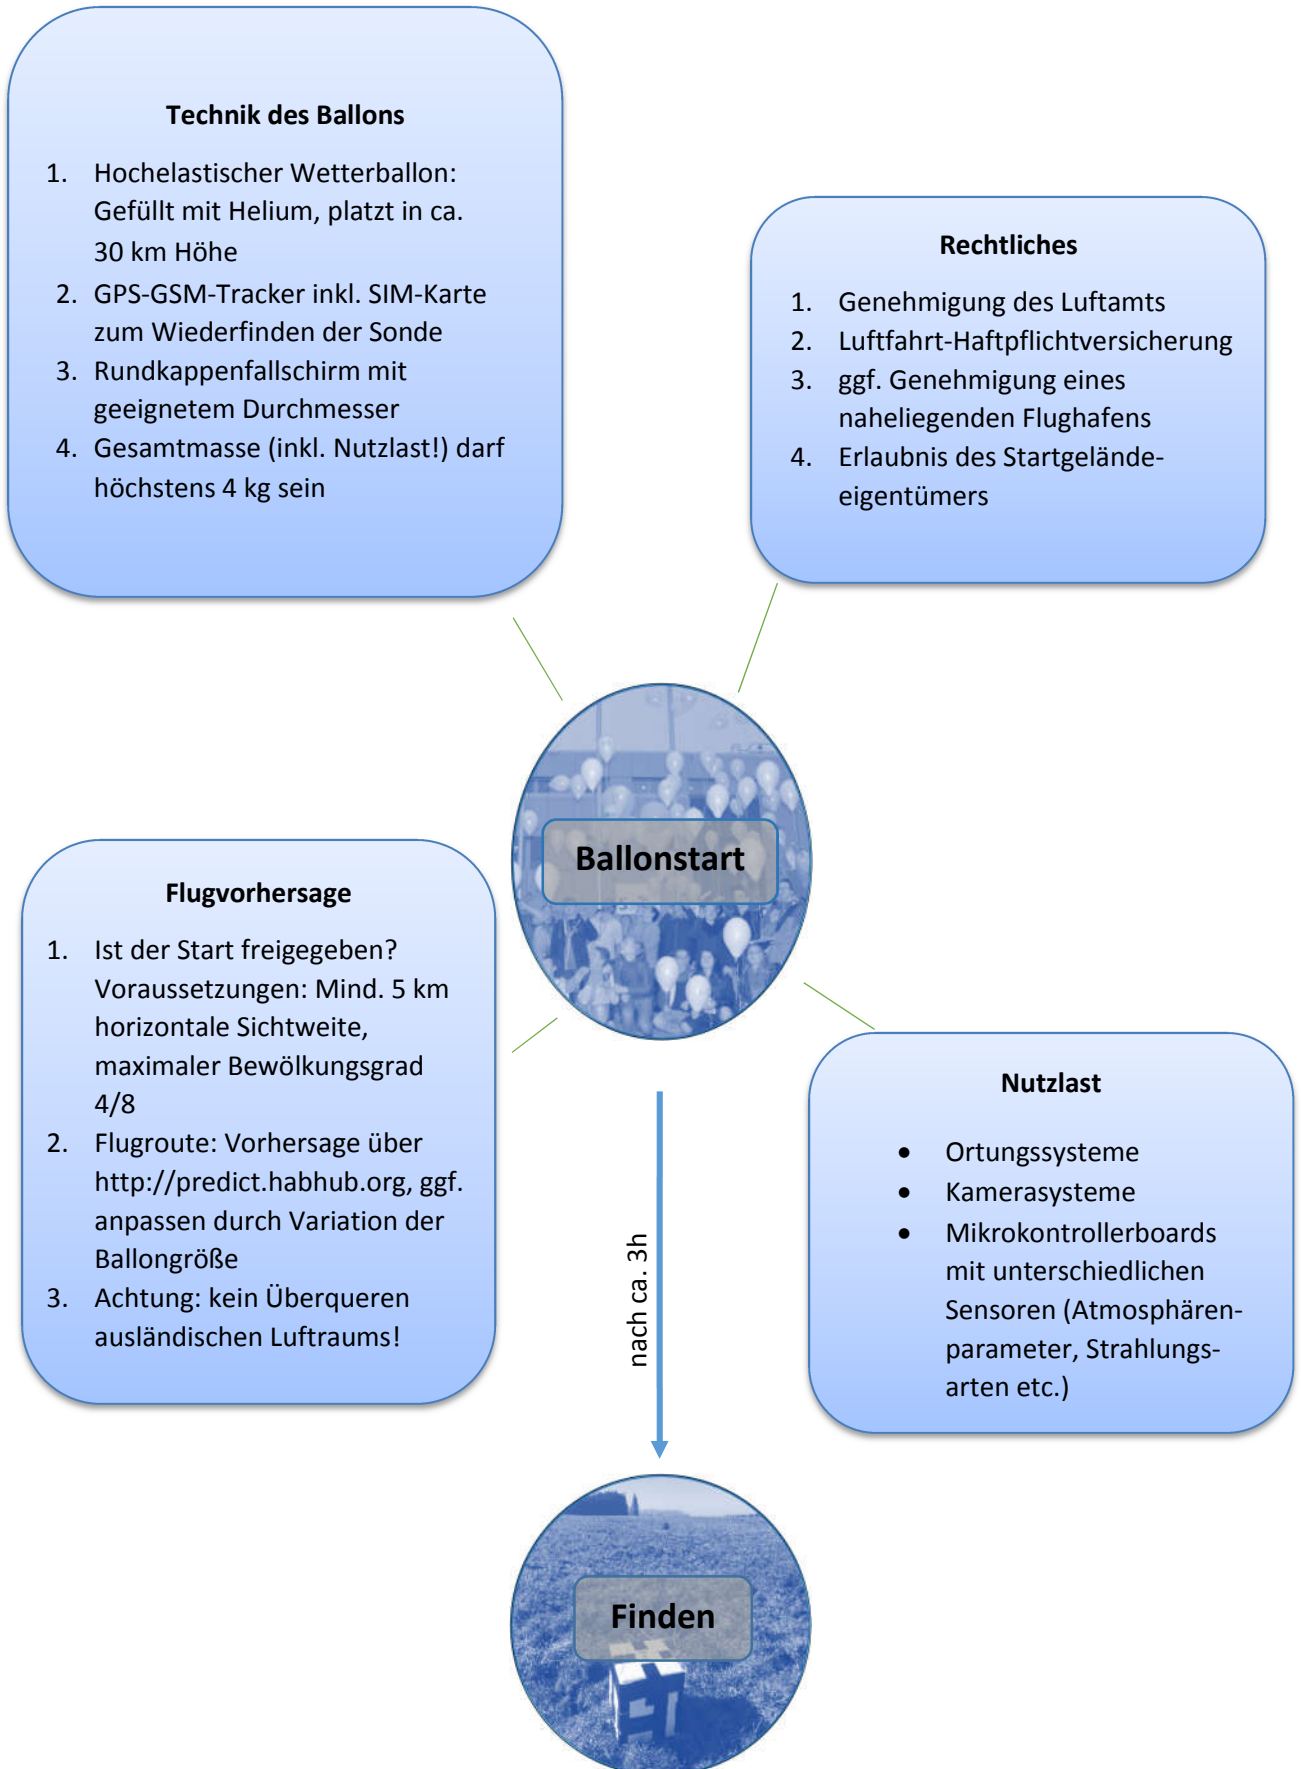 Technik des Ballons
1. Hochelastischer Wetterballon:
Gefüllt mit Helium, platzt in ca.
30 km Höhe
2. GPS-GSM-Tracker inkl. SIM-Karte
zum Wiederfinden der Sonde
3. Rundkappenfallschirm mit
geeignetem Durchmesser
4. Gesamtmasse (inkl. Nutzlast!) darf
höchstens 4 kg sein
Rechtliches
1. Genehmigung des Luftamts
2. Luftfahrt-Haftpflichtversicherung
3. ggf. Genehmigung eines
naheliegenden Flughafens
4. Erlaubnis des Startgelände-
eigentümers
Ballonstart
Flugvorhersage
1. Ist der Start freigegeben?
Voraussetzungen: Mind. 5 km
horizontale Sichtweite,
maximaler Bewölkungsgrad
4/8
2. Flugroute: Vorhersage über
http://predict.habhub.org, ggf.
anpassen durch Variation der
Ballongröße
3. Achtung: kein Überqueren
ausländischen Luftraums!
Nutzlast
• Ortungssysteme
• Kamerasysteme
• Mikrokontrollerboards
mit unterschiedlichen
Sensoren (Atmosphären-
parameter, Strahlungs-
arten etc.)
nach ca. 3h
Finden